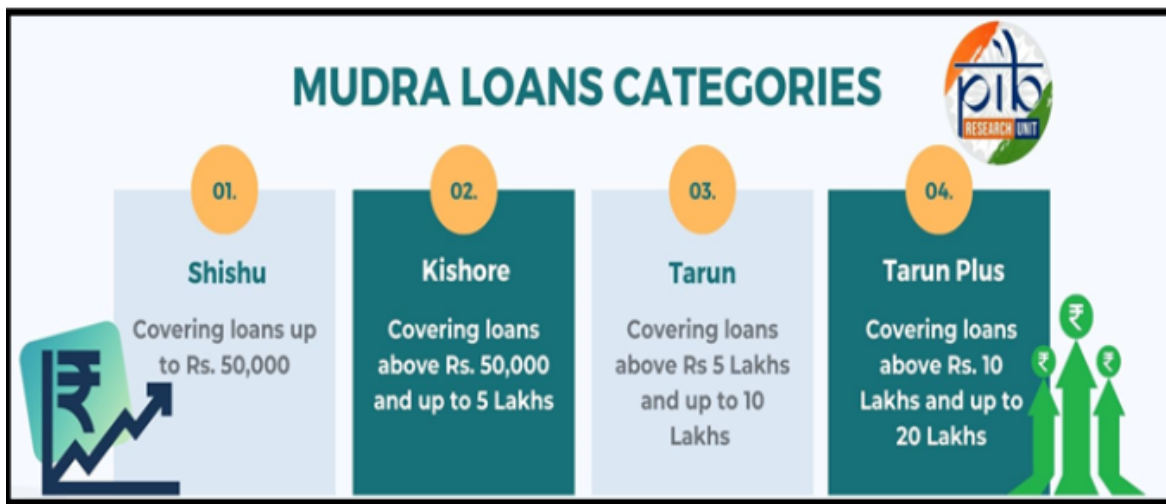 MUDRA LOANS CATEGORIES
pib
RESEARCH UNIT
01.
Shishu
Covering loans up
to Rs. 50,000
02.
Kishore
Covering loans
above Rs. 50,000
and up to 5 Lakhs
03.
Tarun
Covering loans
above Rs 5 Lakhs
and up to 10
Lakhs
04.
Tarun Plus
Covering loans
above Rs. 10
Lakhs and up to
20 Lakhs
₹
₹
₹
₹